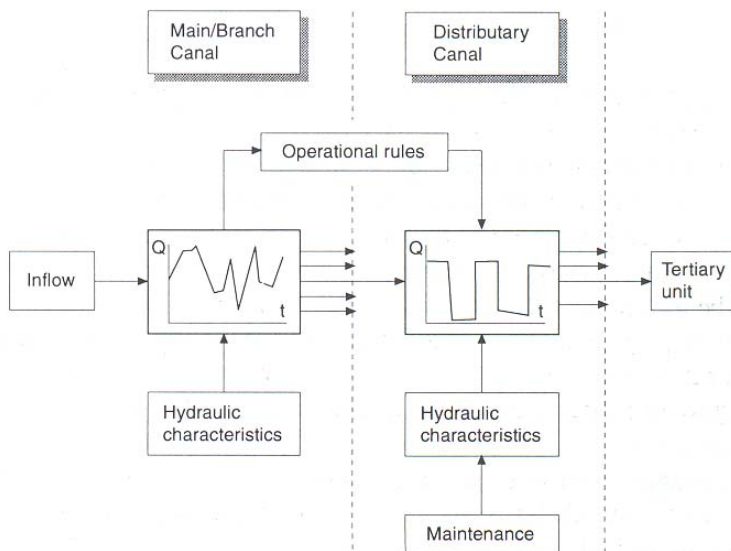 Main/Branch
Canal
Distributary
Canal
Operational rules
Q
t
Q
t
Inflow
Tertiary
unit
Hydraulic
characteristics
Hydraulic
characteristics
Maintenance